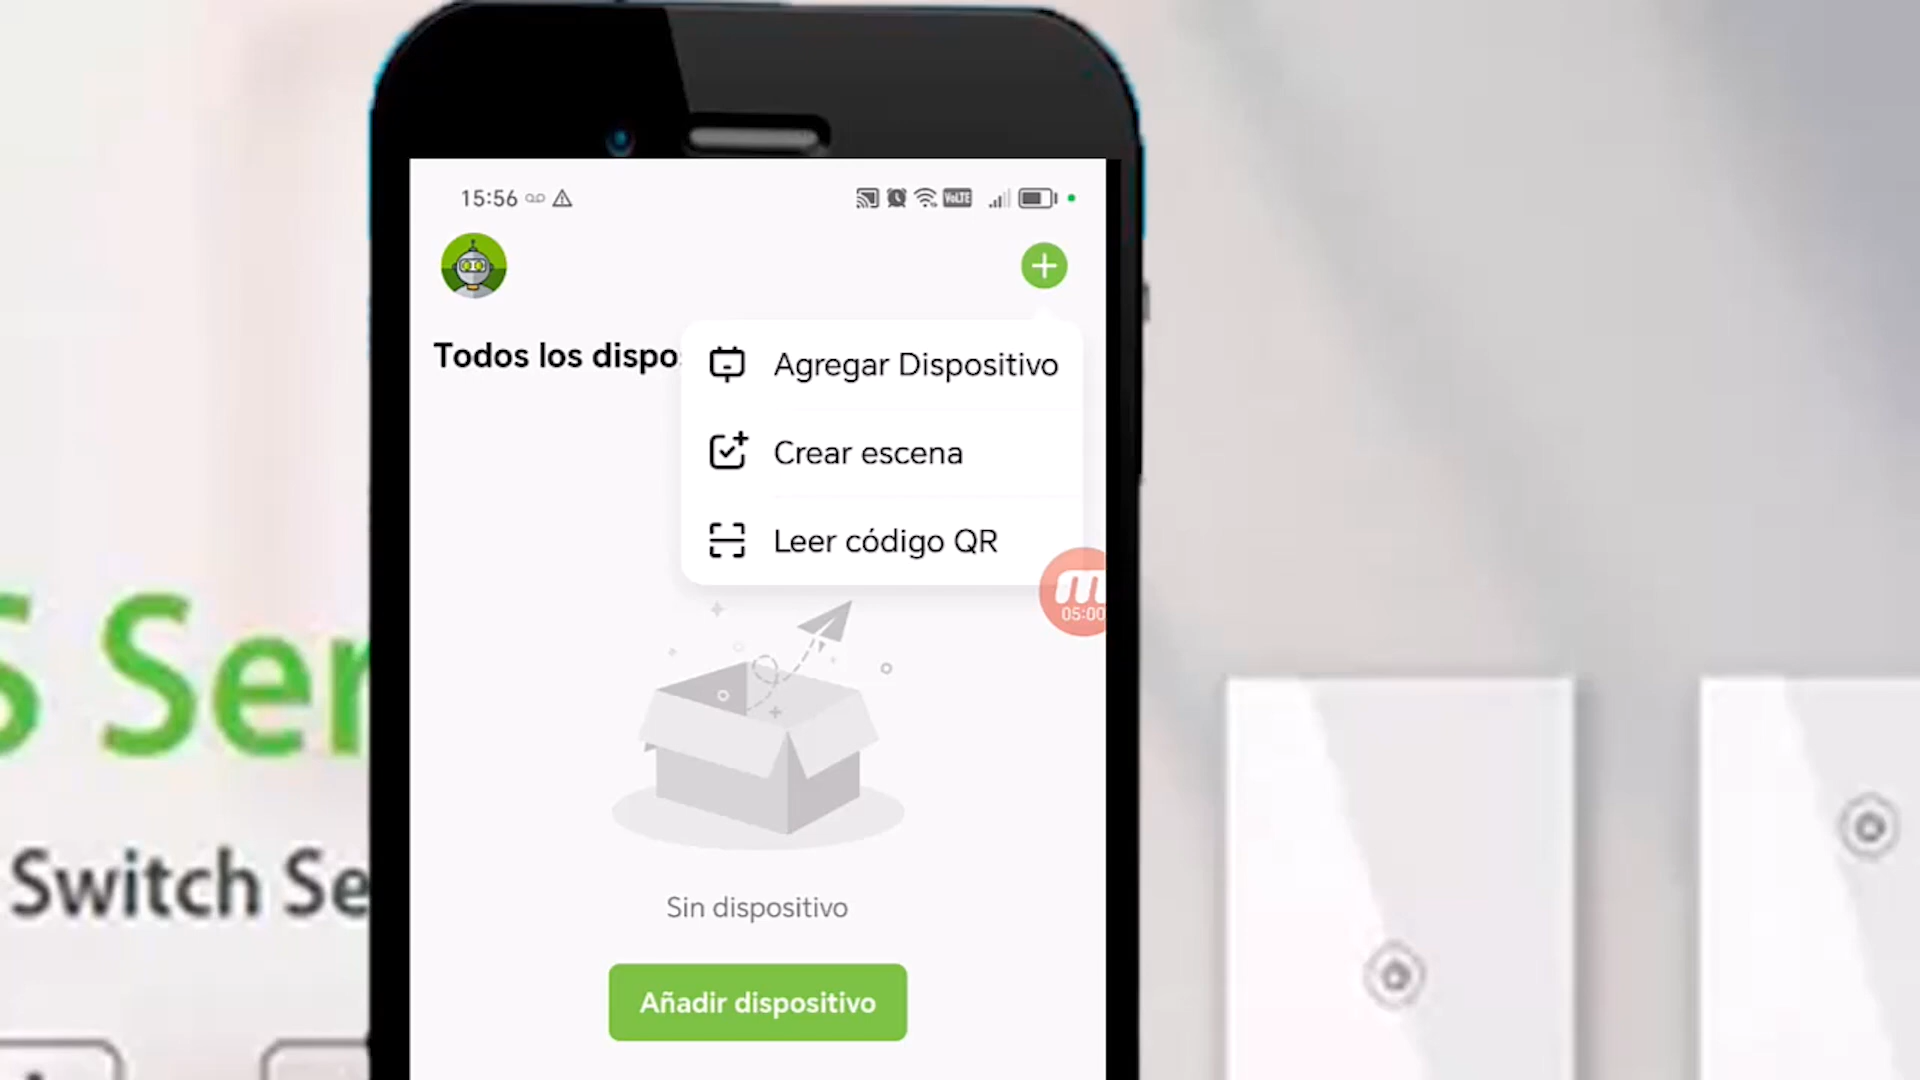 15:56
VoLTE
Todos los dispo
Agregar Dispositivo
Crear escena
Leer código QR
05:00
S Ser
Switch Se
Sin dispositivo
Añadir dispositivo